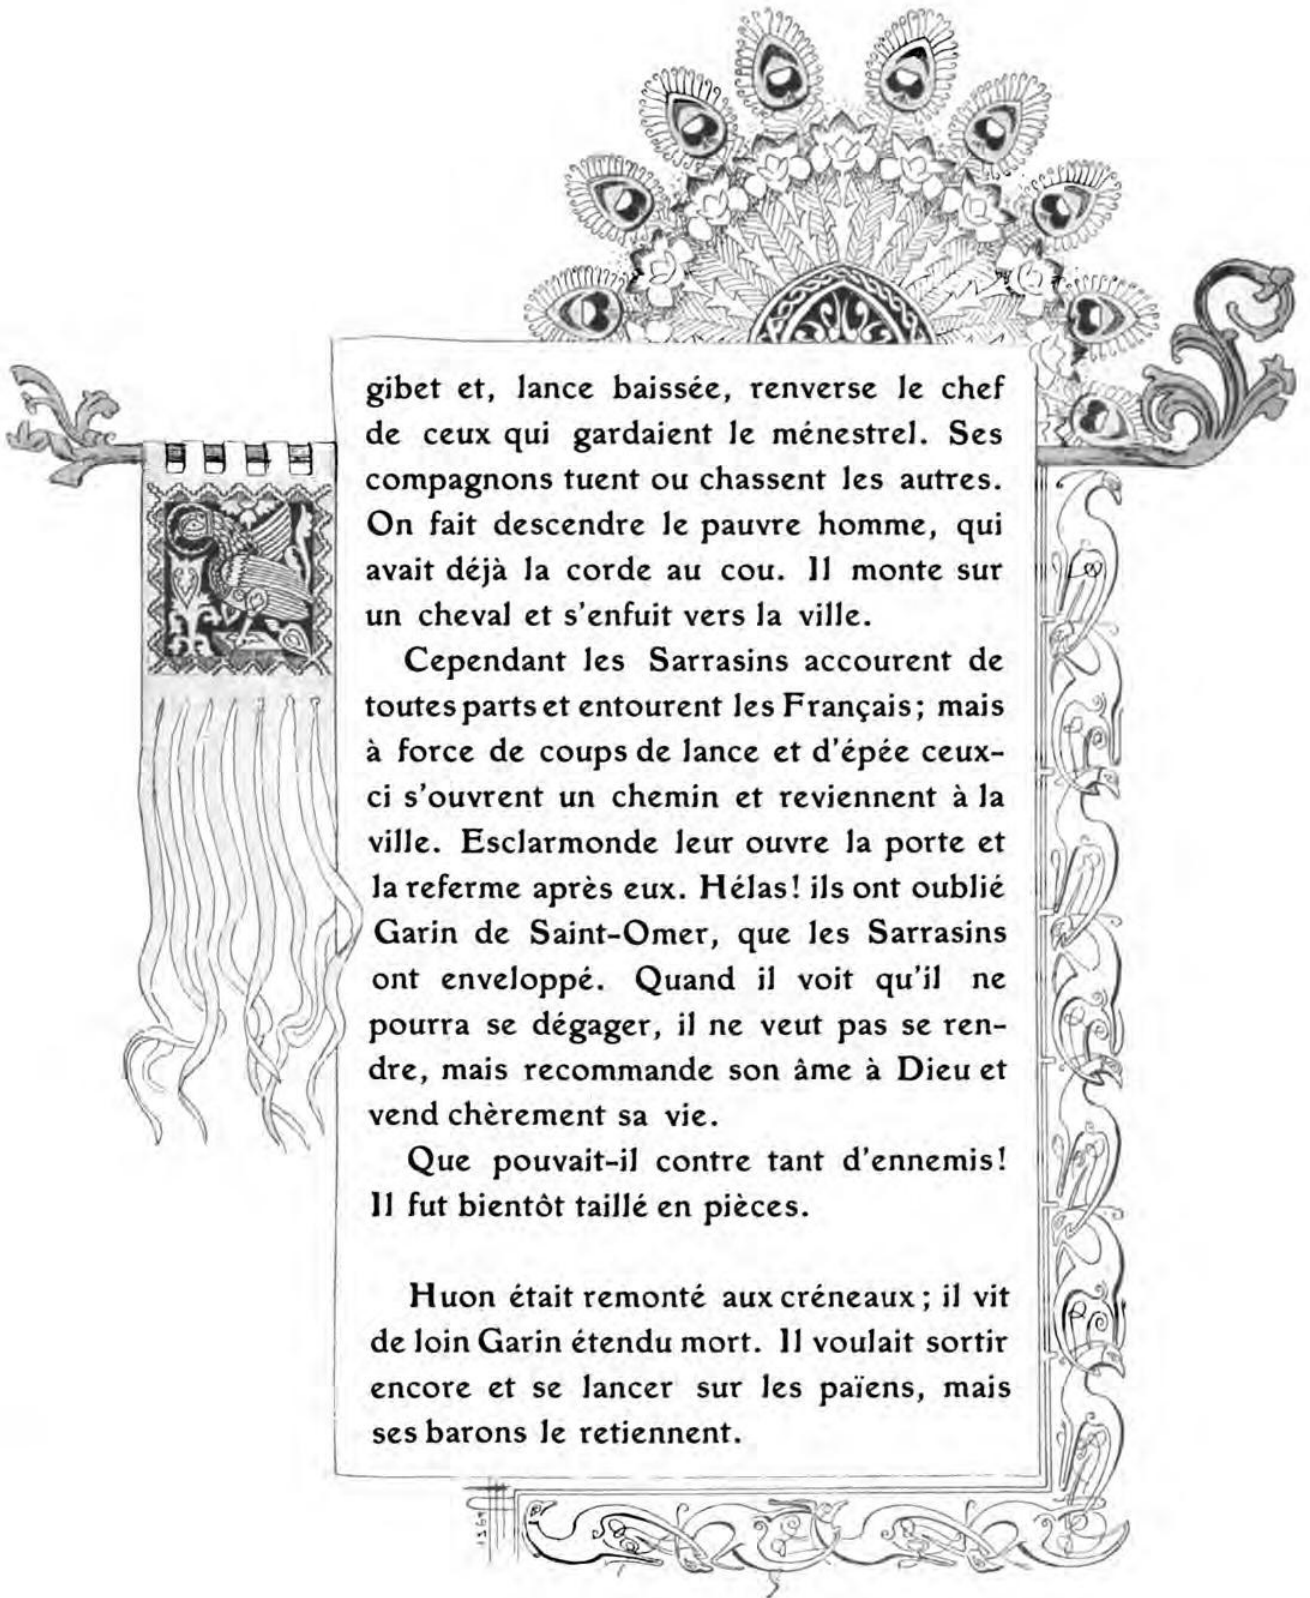 gibet et, lance baissée, renverse le chef
de ceux qui gardaient le ménestrel. Ses
compagnons tuent ou chassent les autres.
On fait descendre le pauvre homme, qui
avait déjà la corde au cou. Il monte sur
un cheval et s'enfuit vers la ville.
Cependant les Sarrasins accourent de
toutes parts et entourent les Français; mais
à force de coups de lance et d'épée ceux-
ci s'ouvrent un chemin et reviennent à la
ville. Esclarmonde leur ouvre la porte et
la referme après eux. Hélas! ils ont oublié
Garin de Saint-Omer, que les Sarrasins
ont enveloppé. Quand il voit qu'il ne
pourra se dégager, il ne veut pas se ren-
dre, mais recommande son âme à Dieu et
vend chèrement sa vie.
Que pouvait-il contre tant d'ennemis!
Il fut bientôt taillé en pièces.
Huon était remonté aux créneaux; il vit
de loin Garin étendu mort. Il voulait sortir
encore et se lancer sur les païens, mais
ses barons le retiennent.